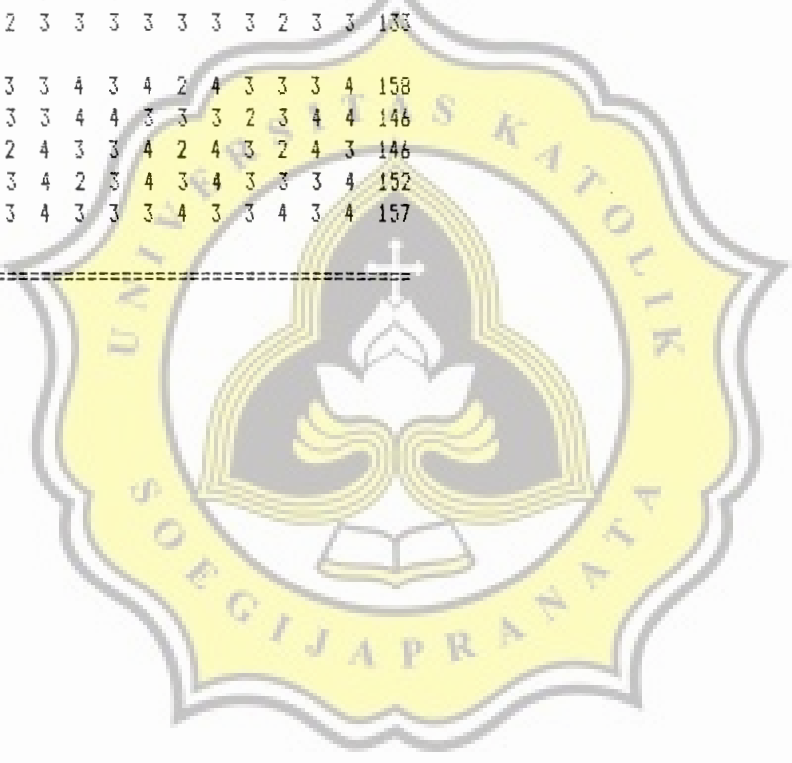 2 3 3 3 3 3 3 3 2 3 3 133
3 3 4 3 4 2 4 3 3 3 4 158
3 3 4 4 3 3 3 2 3 4 4 146
2 4 3 3 4 2 4 3 2 4 3 146
3 4 2 3 4 3 4 3 3 3 4 152
3 4 3 3 3 4 3 3 4 3 4 157
UNIVERSITAS KATOLIK
SOEGIJAPRANATA